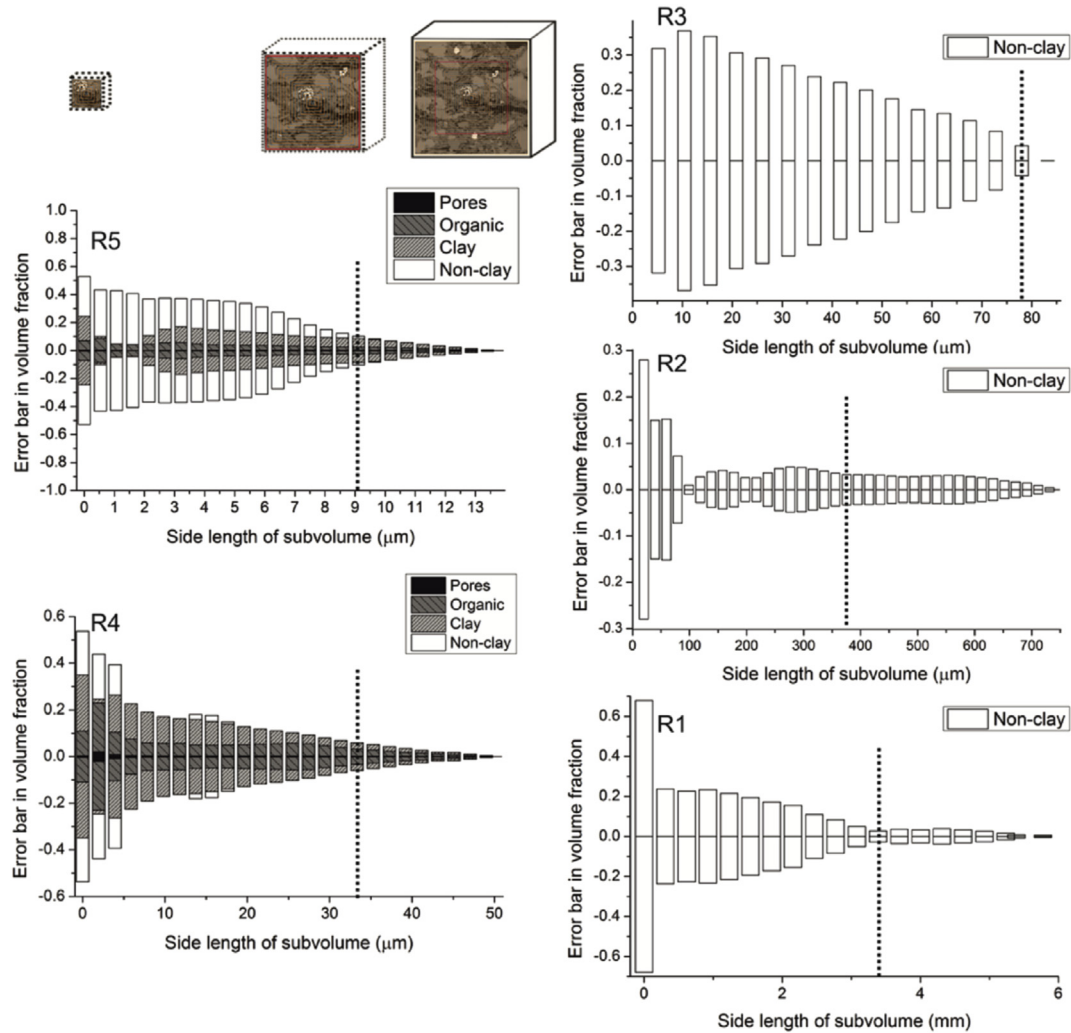 R3
Non-clay
Error bar in volume fraction
0.3
0.2
0.1
0.0
-0.1
-0.2
-0.3
0 10 20 30 40 50 60 70 80
Side length of subvolume (μm)
R5
Pores
Organic
Clay
Non-clay
Error bar in volume fraction
1.0
0.8
0.6
0.4
0.2
0.0
-0.2
-0.4
-0.6
-0.8
-1.0
0 1 2 3 4 5 6 7 8 9 10 11 12 13
Side length of subvolume (μm)
R2
Non-clay
Error bar in volume fraction
0.3
0.2
0.1
0.0
-0.1
-0.2
-0.3
100 200 300 400 500 600 700
Side length of subvolume (μm)
R4
Pores
Organic
Clay
Non-clay
Error bar in volume fraction
0.6
0.4
0.2
0.0
-0.2
-0.4
-0.6
0 10 20 30 40 50
Side length of subvolume (μm)
R1
Non-clay
Error bar in volume fraction
0.6
0.4
0.2
0.0
-0.2
-0.4
-0.6
0 2 4 6
Side length of subvolume (mm)